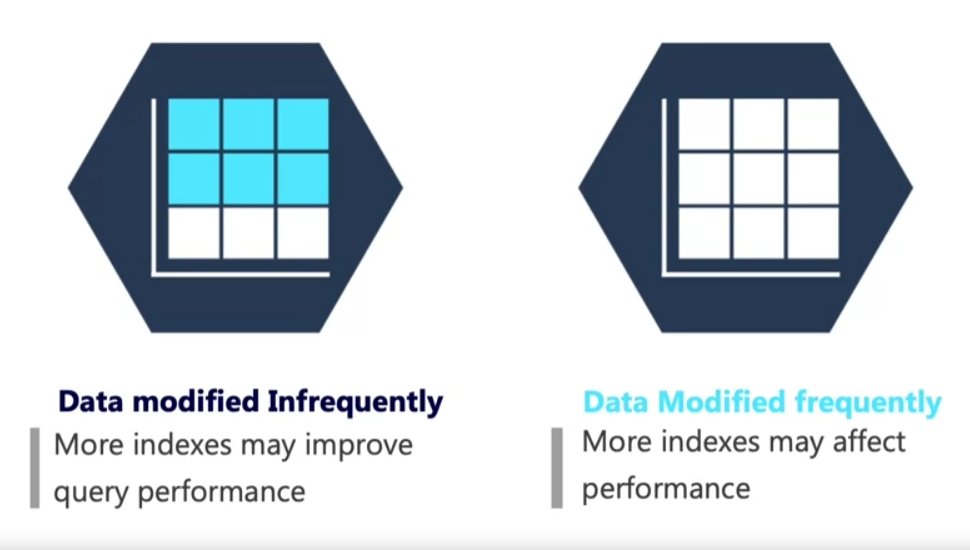 Data modified Infrequently
More indexes may improve
query performance
Data Modified frequently
More indexes may affect
performance